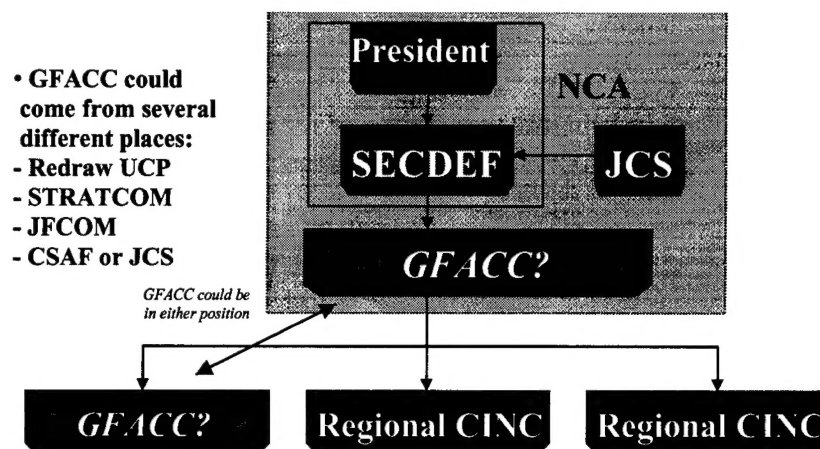 • GFACC could
come from several
different places:
- Redraw UCP
- STRATCOM
- JFCOM
- CSAF or JCS
President
NCA
SECDEF
JCS
GFACC?
GFACC could be
in either position
GFACC?
Regional CINC
Regional CINC